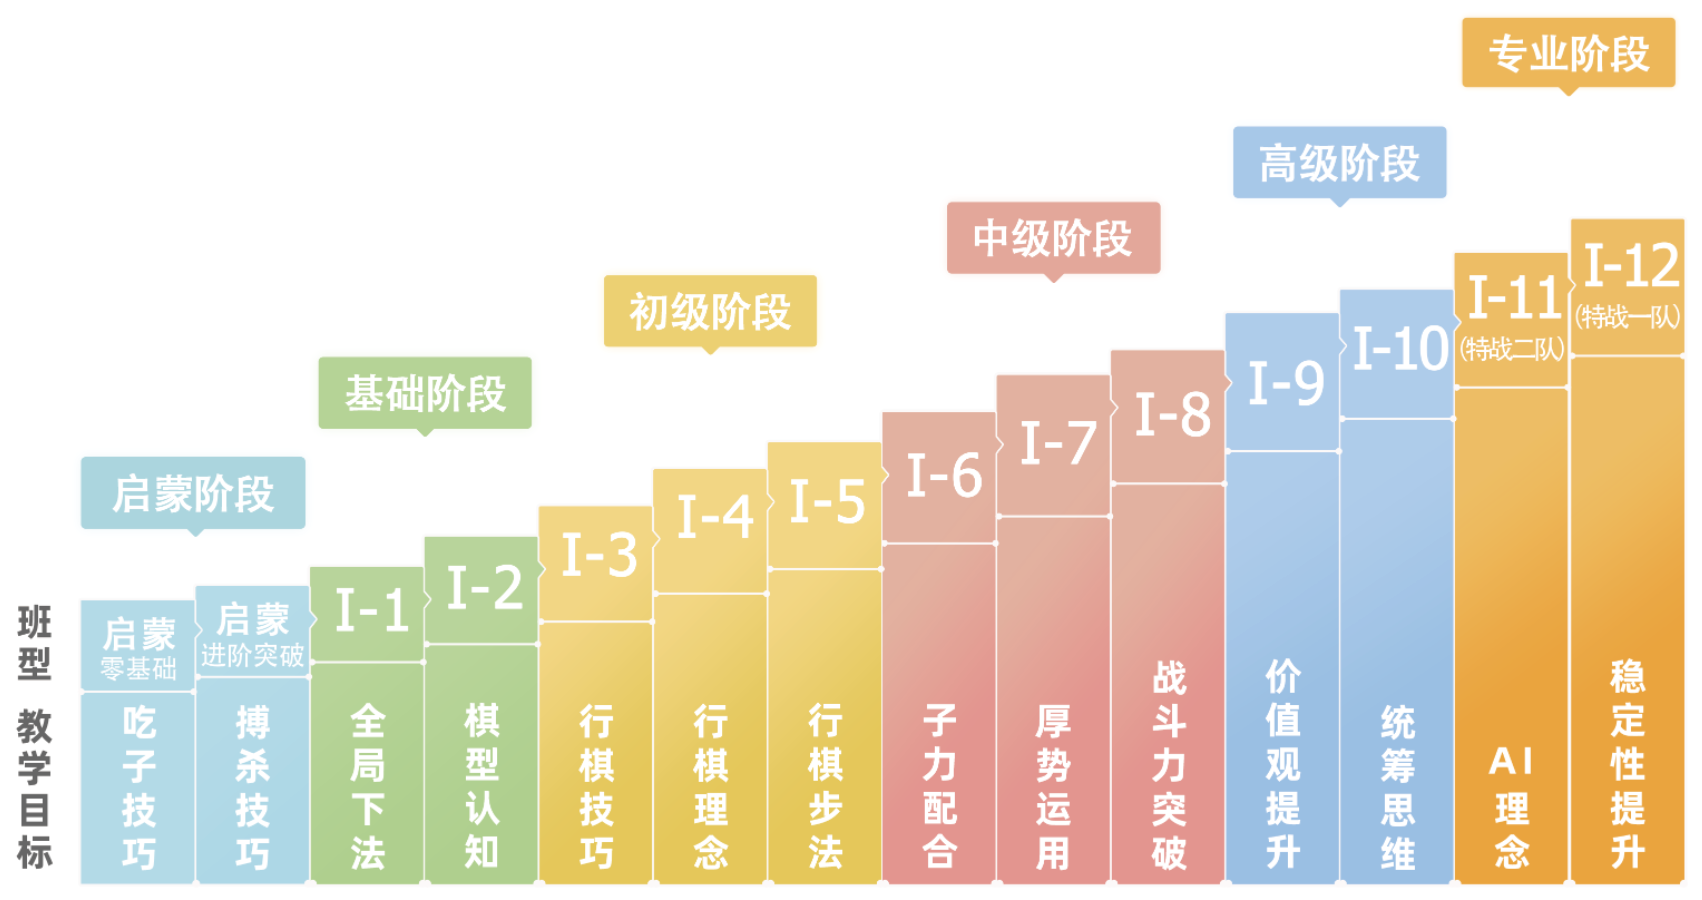 专业阶段
高级阶段
中级阶段
初级阶段
基础阶段
启蒙阶段
班型
启蒙
零基础
启蒙
进阶突破
I-1
I-2
I-3
I-4
I-5
I-6
I-7
I-8
I-9
I-10
I-11
(特战二队)
I-12
(特战一队)
教学目标
吃子技巧
搏杀技巧
全局下法
棋型认知
行棋技巧
行棋理念
行棋步法
子力配合
厚势运用
战斗力突破
价值观提升
统筹思维
AI理念
稳定性提升